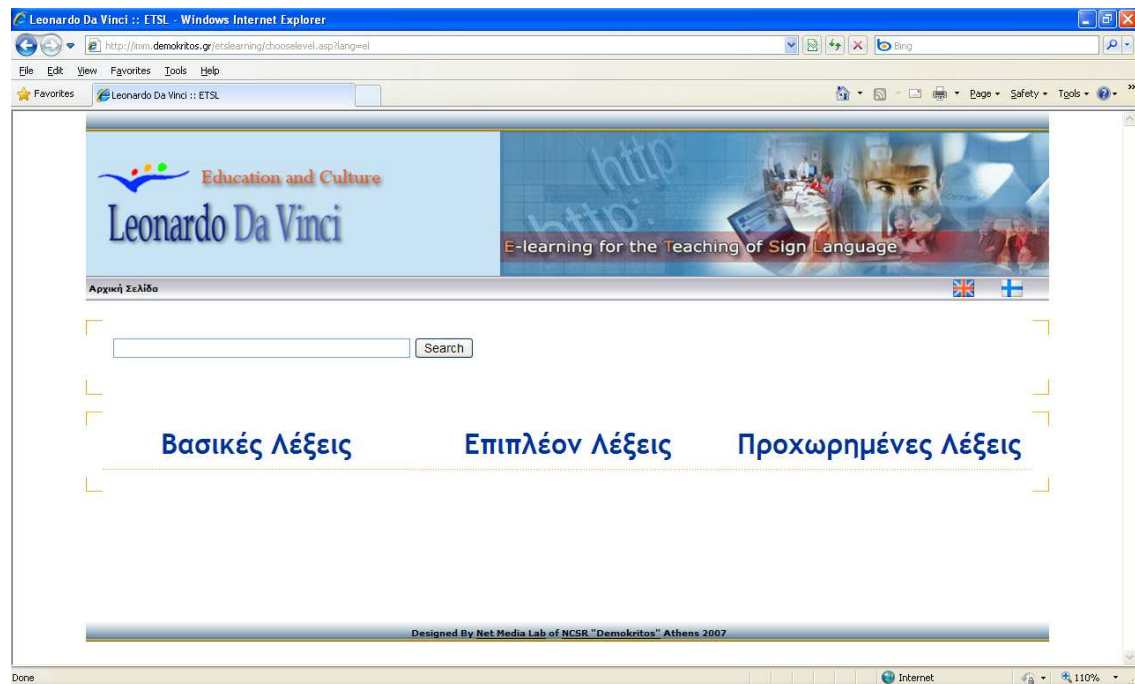 Leonardo Da Vinci :: ETSL - Windows Internet Explorer
http://imm.demokritos.gr/etslearning/chooselevel.asp?lang=el
Bing
File Edit View Favorites Tools Help
Favorites Leonardo Da Vinci :: ETSL Page Safety Tools
http:
http:
Education and Culture
Leonardo Da Vinci
E-learning for the Teaching of Sign Language
Αρχική Σελίδα
Search
Βασικές Λέξεις Επιπλέον Λέξεις Προχωρημένες Λέξεις
Designed By Net Media Lab of NCSR "Demokritos" Athens 2007
Done Internet 110%